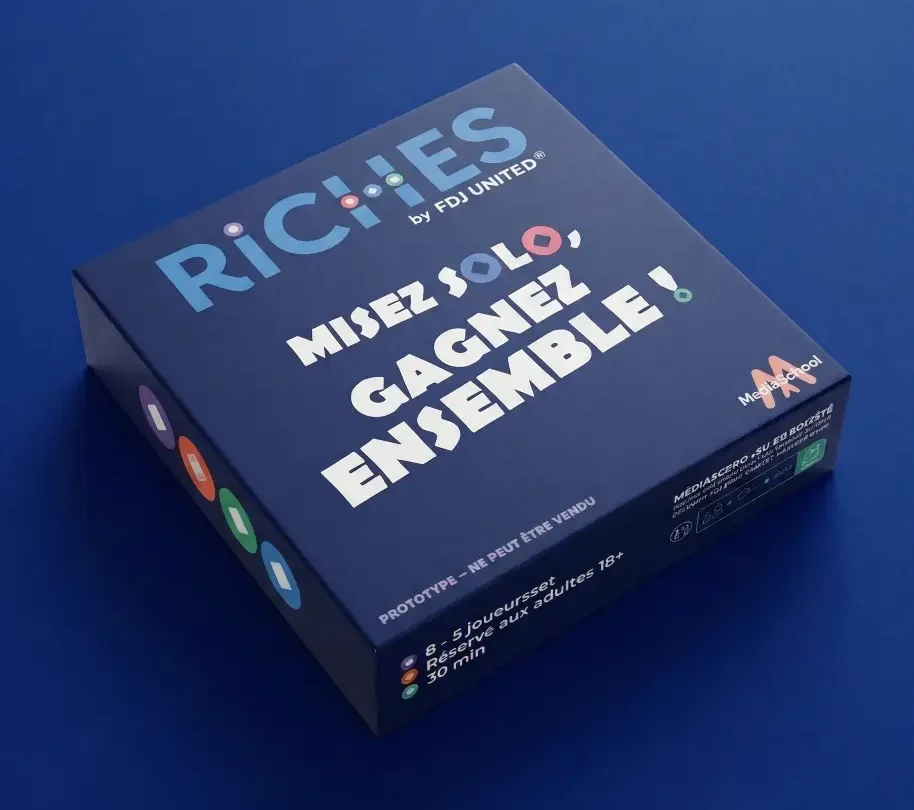 RiCHES
by FDJ UNITED®
MISEZ SOLO,
GAGNEZ
ENSEMBLE !
MediaSchool
PROTOTYPE – NE PEUT ÊTRE VENDU
8 - 5 joueursset
Réservé aux adultes 18+
30 min
MÉDIASCERO